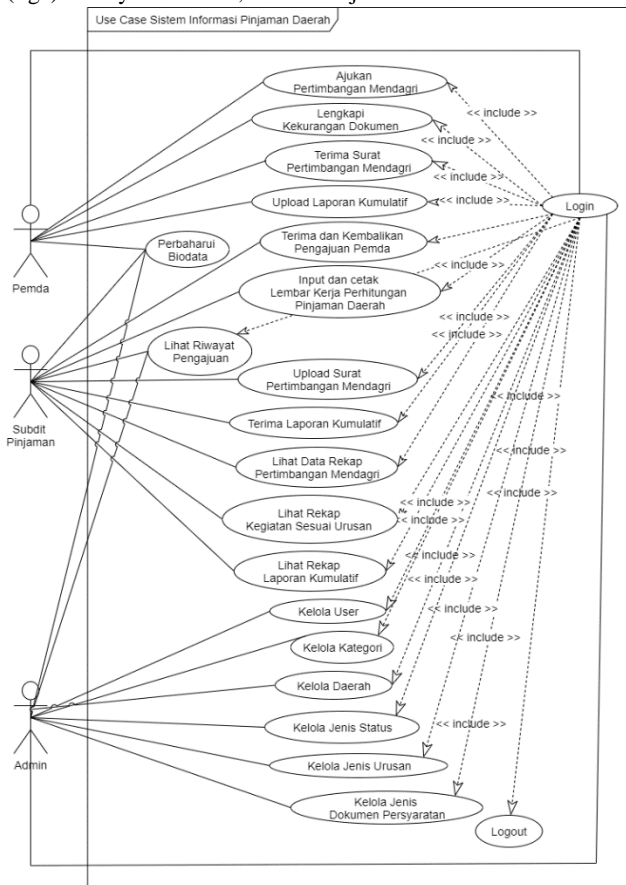 Use Case Sistem Informasi Pinjaman Daerah
Ajukan
Pertimbangan Mendagri
<< include >>
Lengkapi
Kekurangan Dokumen
<< include >>
Terima Surat
Pertimbangan Mendagri
<< include >>
Upload Laporan Kumulatif
<< include >>
Login
Perbaharui
Biodata
Terima dan Kembalikan
Pengajuan Pemda
Pemda
Input dan cetak
Lembar Kerja Perhitungan
Pinjaman Daerah
<< include >>
Lihat Riwayat
Pengajuan
<< include >>
<< include >>
Upload Surat
Pertimbangan Mendagri
Subdit
Pinjaman
<< include >>
Terima Laporan Kumulatif
<< include >>
Lihat Data Rekap
Pertimbangan Mendagri
<< include >>
<< include >>
Lihat Rekap
Kegiatan Sesuai Urusan
<< include >>
Lihat Rekap
Laporan Kumulatif
<< include >>
<< include >>
Kelola User
<< include >>
Kelola Kategori
<< include >>
Kelola Daerah
Kelola Jenis Status
<< include >>
Admin
Kelola Jenis Urusan
Kelola Jenis
Dokumen Persyaratan
Logout